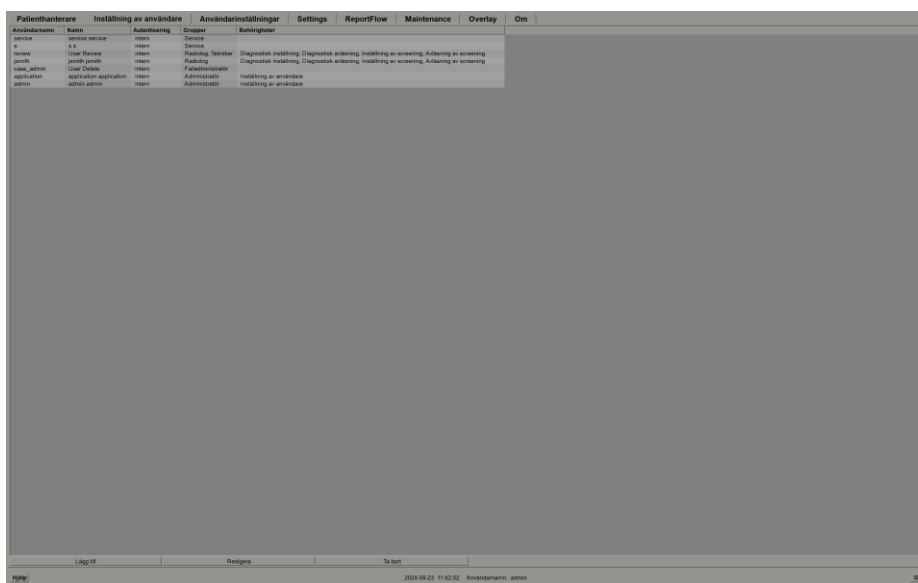 Patienthanterare Inställning av användare Användarinställningar Settings ReportFlow Maintenance Overlay Om
Användarnamn Namn Autentisering Grupper Behörigheter
service service service intern Service
s s s intern Service
review User Review intern Radiolog, Tekniker Diagnostisk inställning, Diagnostisk avläsning, Inställning av screening, Avläsning av screening
jsmith jsmith jsmith intern Radiolog Diagnostisk inställning, Diagnostisk avläsning, Inställning av screening, Avläsning av screening
case_admin User Delete intern Falladministratör
application application application intern Administratör Inställning av användare
admin admin admin intern Administratör Inställning av användare
Lägg till Redigera Ta bort
Hjälp 2024-09-23 11:42:02 Användarnamn: admin